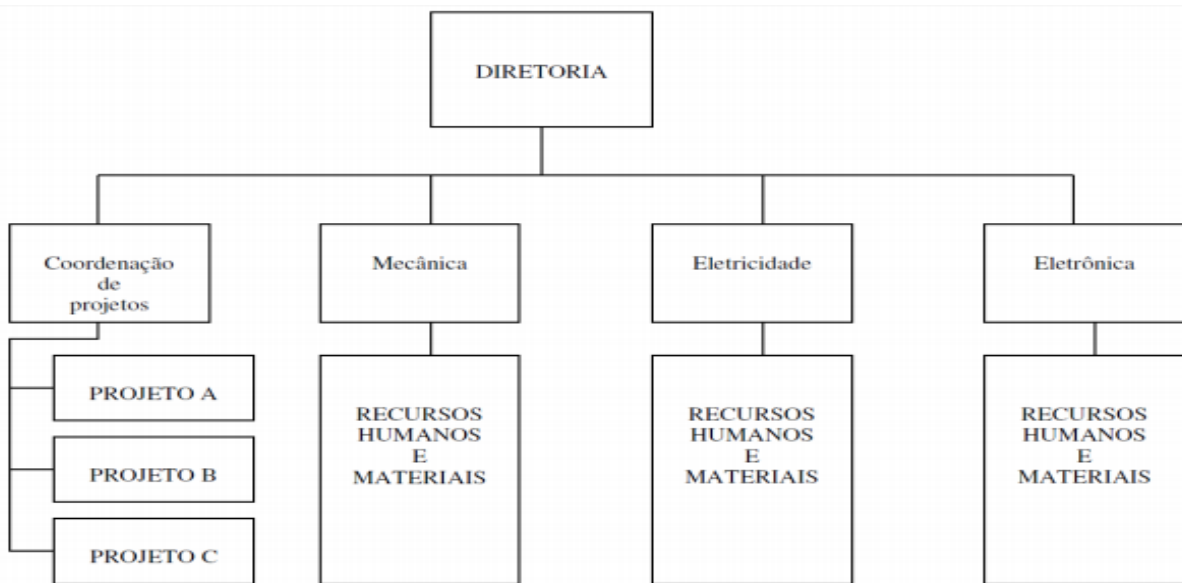 DIRETORIA
Coordenação
de
projetos
Mecânica
Eletricidade
Eletrônica
PROJETO A
PROJETO B
PROJETO C
RECURSOS
HUMANOS
E
MATERIAIS
RECURSOS
HUMANOS
E
MATERIAIS
RECURSOS
HUMANOS
E
MATERIAIS